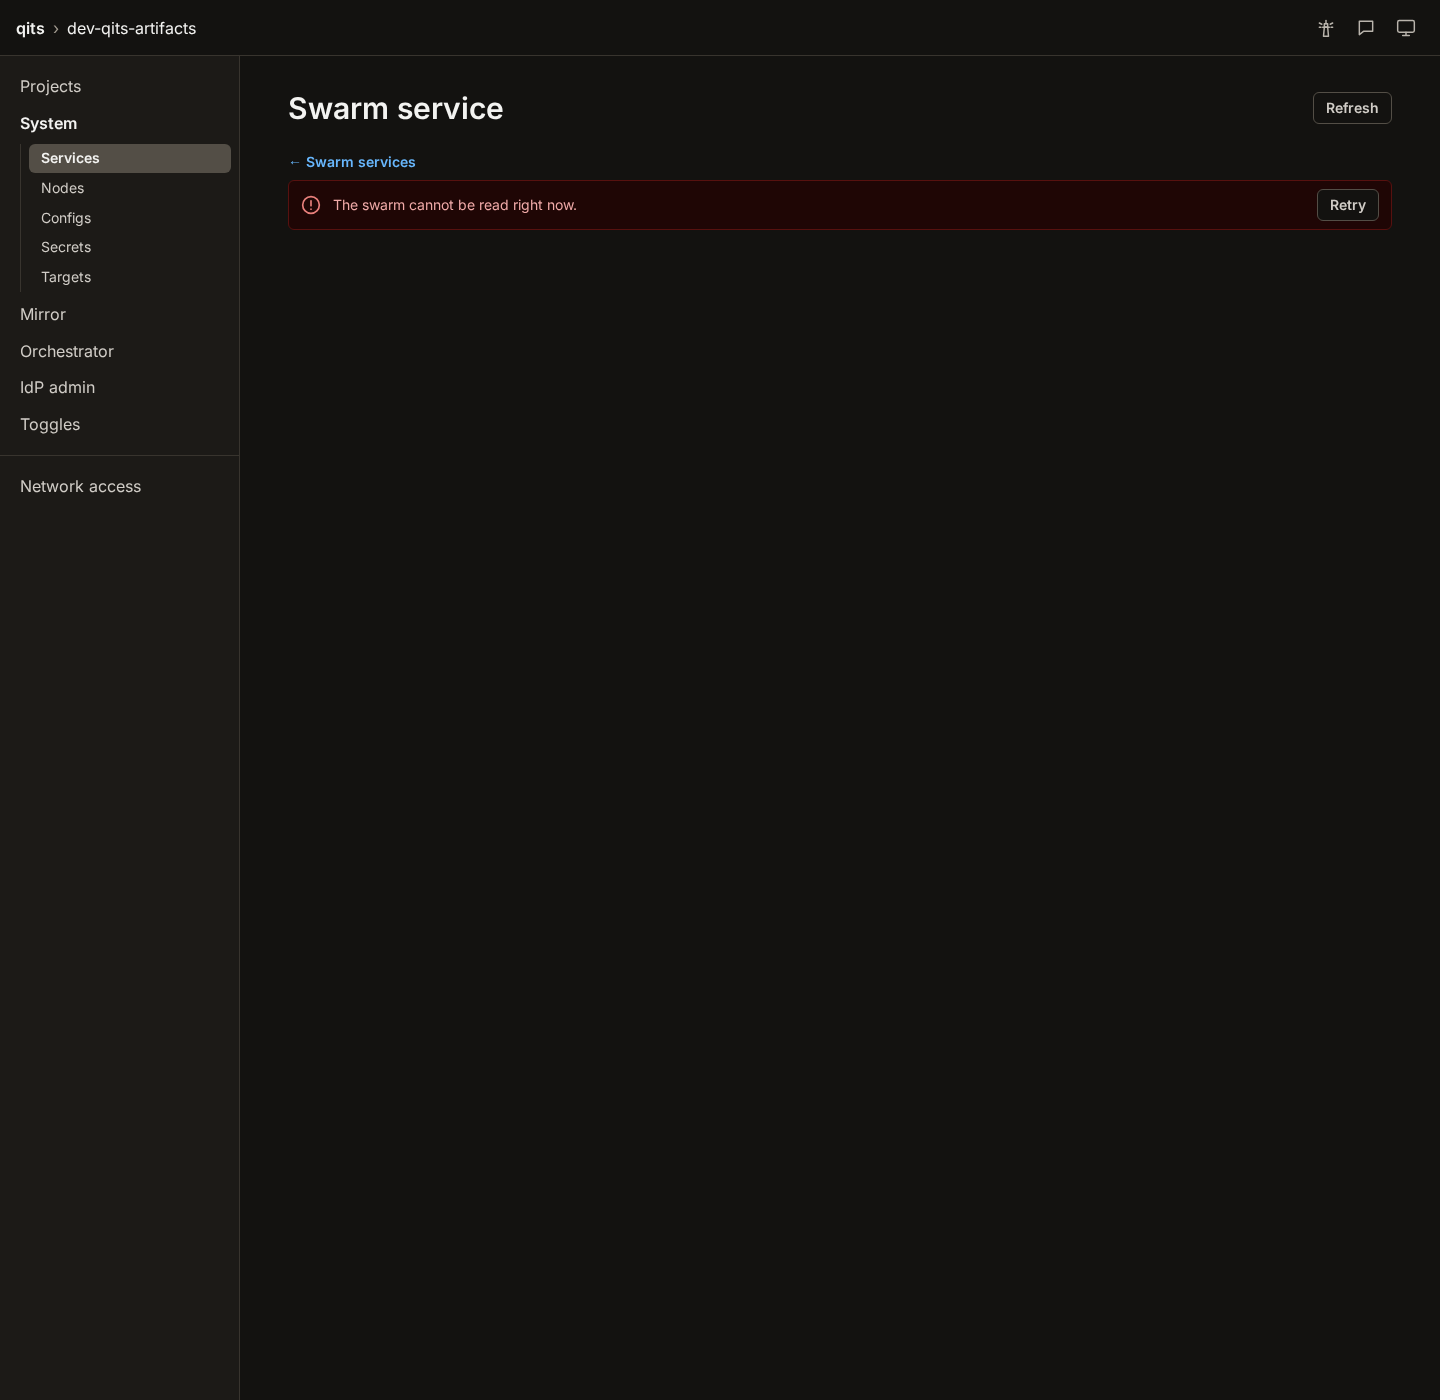 qits › dev-qits-artifacts
Projects
System
Services
Nodes
Configs
Secrets
Targets
Mirror
Orchestrator
IdP admin
Toggles
Network access
Swarm service
Refresh
← Swarm services
The swarm cannot be read right now.
Retry